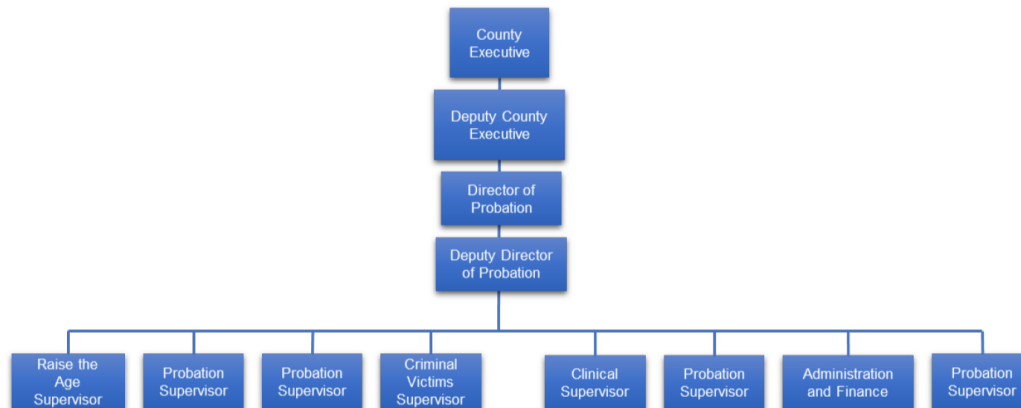 County
Executive
Deputy County
Executive
Director of
Probation
Deputy Director
of Probation
Raise the
Age
Supervisor
Probation
Supervisor
Probation
Supervisor
Criminal
Victims
Supervisor
Clinical
Supervisor
Probation
Supervisor
Administration
and Finance
Probation
Supervisor